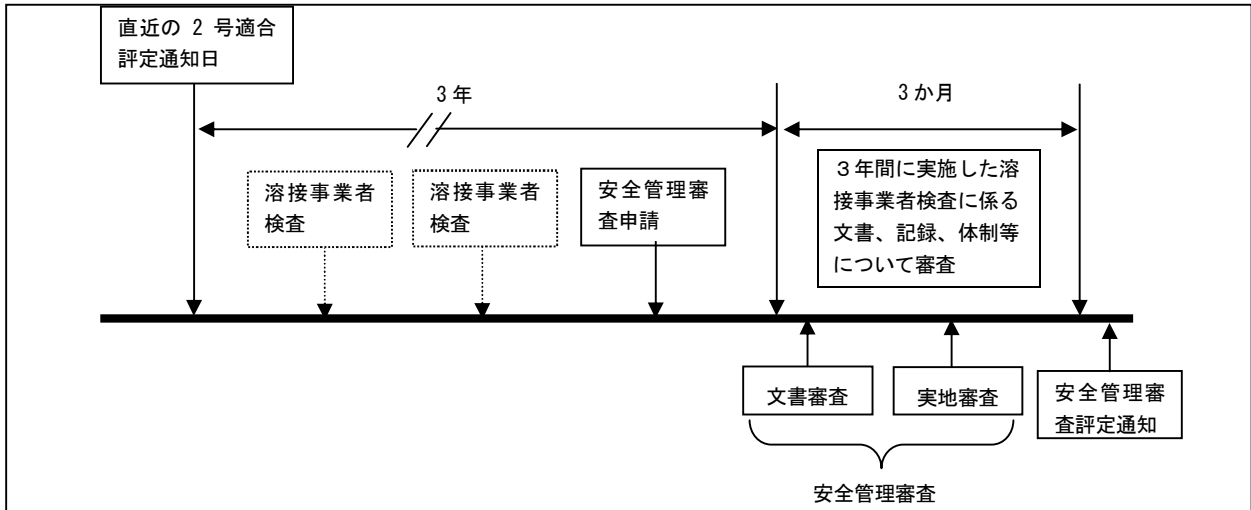 直近の 2 号適合
評定通知日
3 年
3 か月
溶接事業者
検査
溶接事業者
検査
安全管理審
査申請
３年間に実施した溶
接事業者検査に係る
文書、記録、体制等
について審査
文書審査
実地審査
安全管理審
査評定通知
安全管理審査